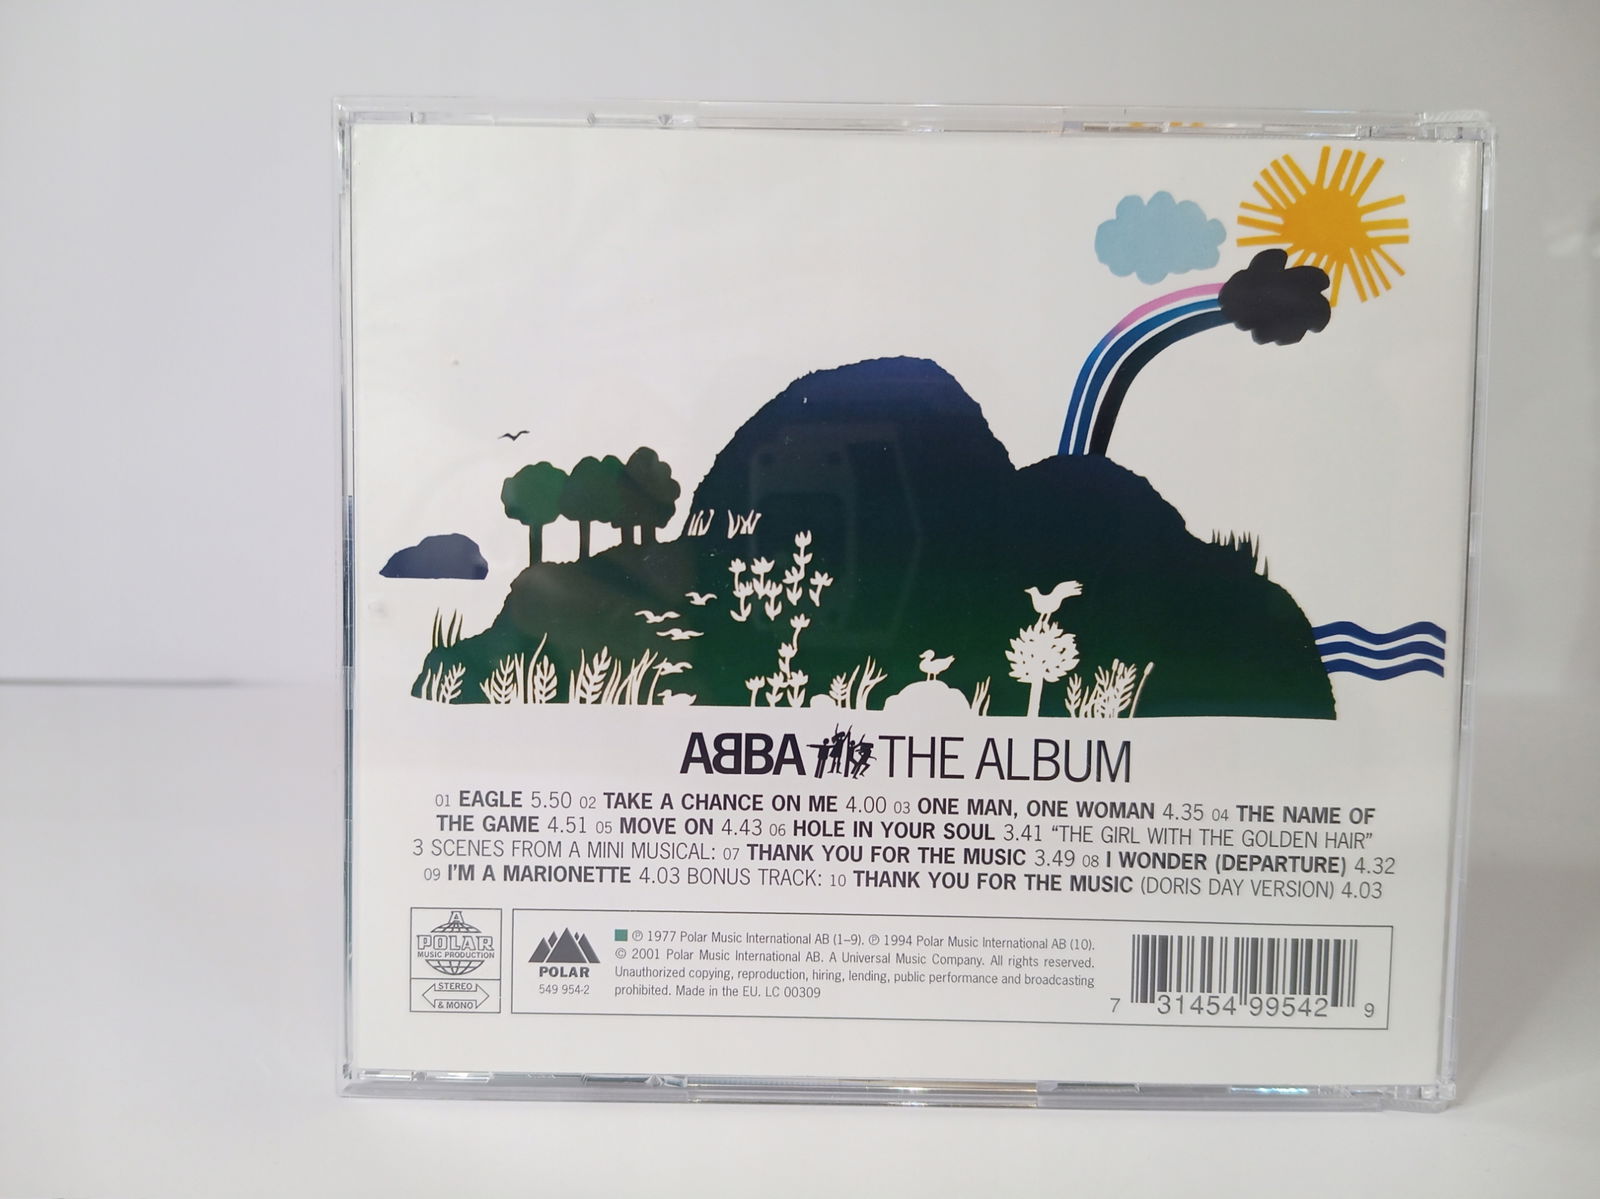 ABBA THE ALBUM
01 EAGLE 5.50 02 TAKE A CHANCE ON ME 4.00 03 ONE MAN, ONE WOMAN 4.35 04 THE NAME OF
THE GAME 4.51 05 MOVE ON 4.43 06 HOLE IN YOUR SOUL 3.41 “THE GIRL WITH THE GOLDEN HAIR”
3 SCENES FROM A MINI MUSICAL: 07 THANK YOU FOR THE MUSIC 3.49 08 I WONDER (DEPARTURE) 4.32
09 I'M A MARIONETTE 4.03 BONUS TRACK: 10 THANK YOU FOR THE MUSIC (DORIS DAY VERSION) 4.03
A
POLAR
MUSIC PRODUCTION
STEREO
& MONO
POLAR
549 954-2
℗ 1977 Polar Music International AB (1–9). ℗ 1994 Polar Music International AB (10).
© 2001 Polar Music International AB. A Universal Music Company. All rights reserved.
Unauthorized copying, reproduction, hiring, lending, public performance and broadcasting
prohibited. Made in the EU. LC 00309
7 31454 99542 9